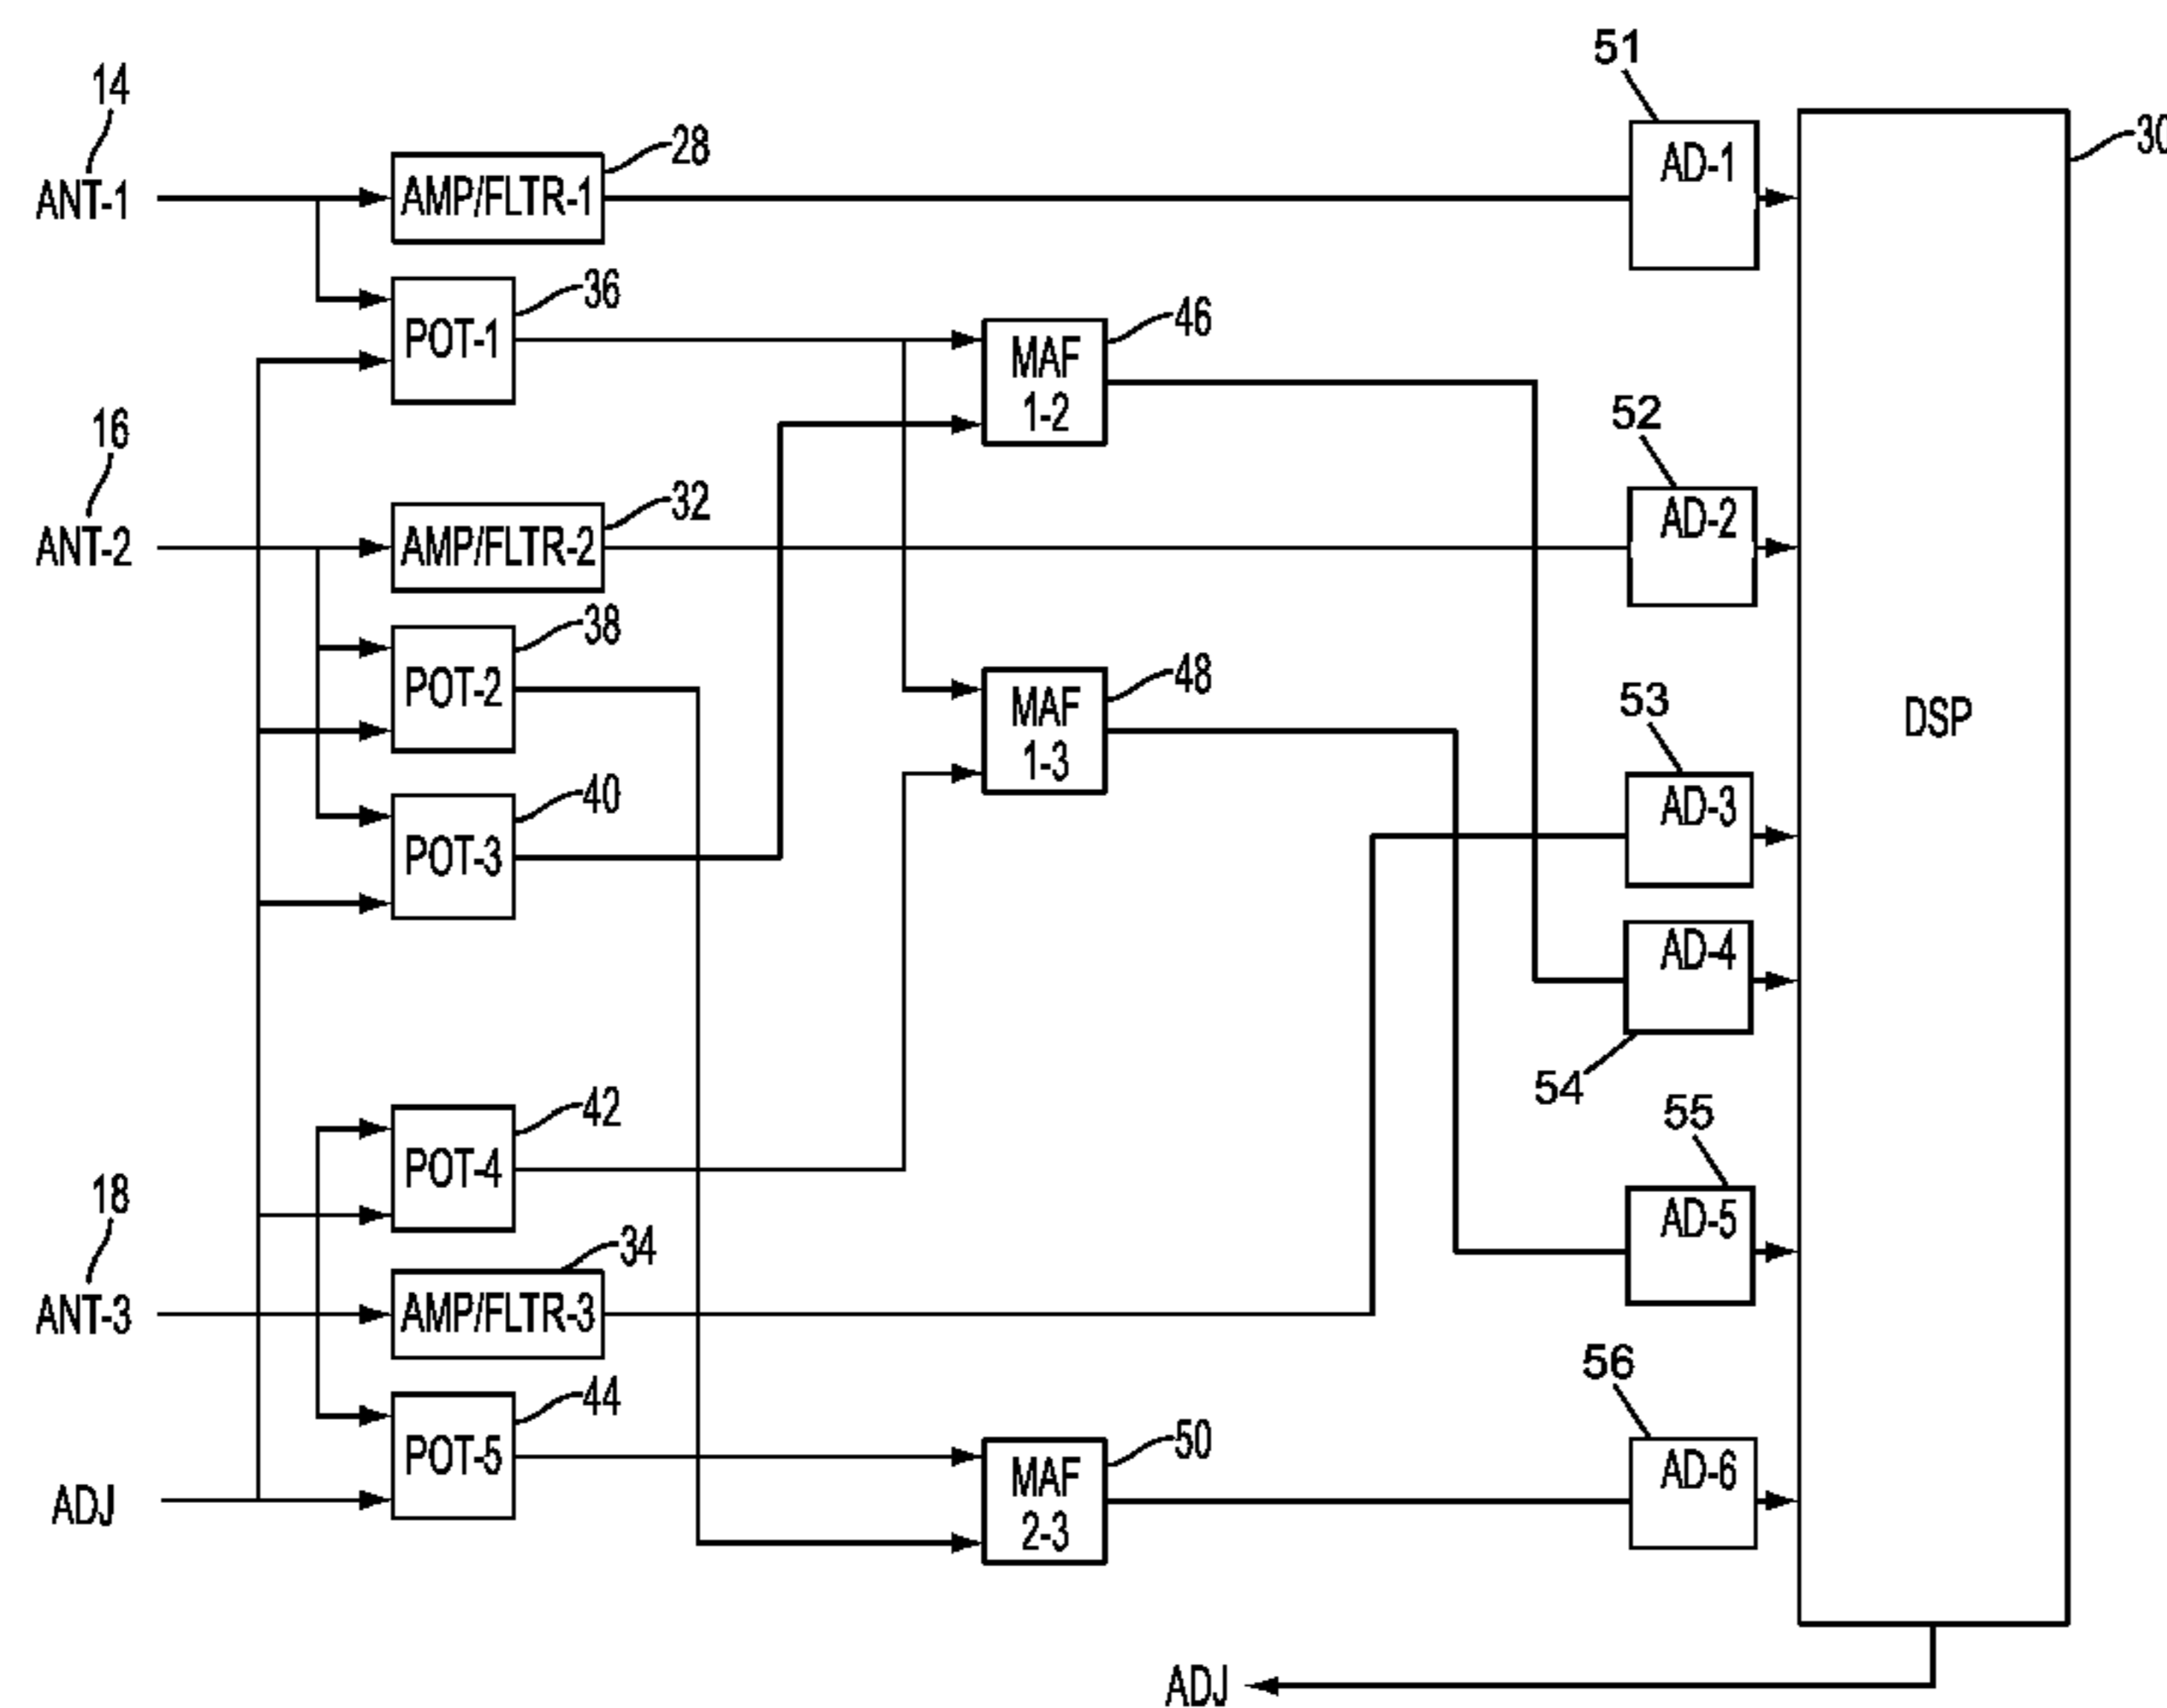 51
14
30
28
AD-1
ANT-1
AMP/FLTR-1
36
46
POT-1
MAF
1-2
16
52
32
AD-2
ANT-2
AMP/FLTR-2
38
48
53
POT-2
MAF
1-3
DSP
40
AD-3
POT-3
AD-4
54
42
55
POT-4
18
34
AD-5
ANT-3
AMP/FLTR-3
56
44
50
POT-5
MAF
2-3
AD-6
ADJ
ADJ